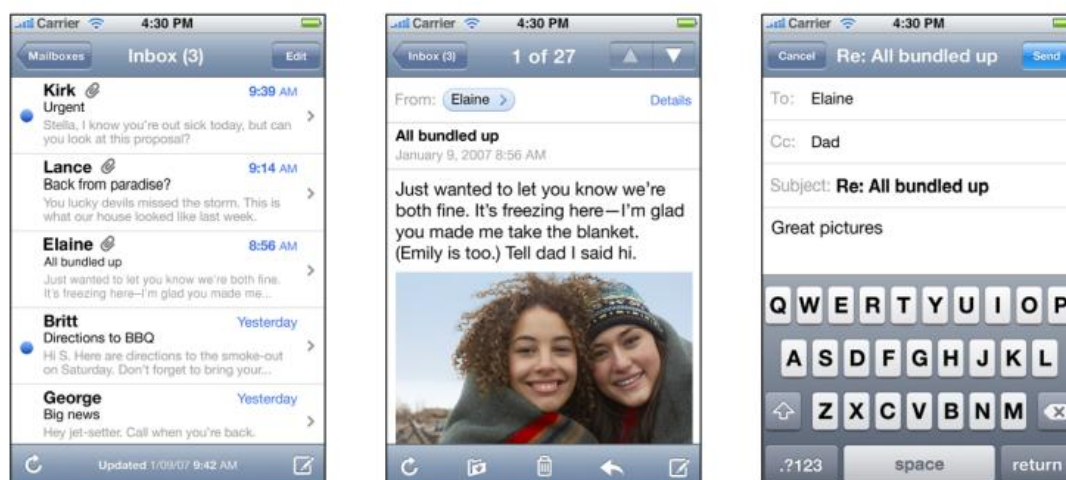 Carrier 4:30 PM
Mailboxes Inbox (3) Edit
Kirk 9:39 AM
Urgent
Stella, I know you're out sick today, but can
you look at this proposal?
Lance 9:14 AM
Back from paradise?
You lucky devils missed the storm. This is
what our house looked like last week.
Elaine 8:56 AM
All bundled up
Just wanted to let you know we're both fine.
It's freezing here–I'm glad you made me...
Britt Yesterday
Directions to BBQ
Hi S. Here are directions to the smoke-out
on Saturday. Don't forget to bring your...
George Yesterday
Big news
Hey jet-setter. Call when you're back.
Updated 1/09/07 9:42 AM
Carrier 4:30 PM
Inbox (3) 1 of 27
From: Elaine Details
All bundled up
January 9, 2007 8:56 AM
Just wanted to let you know we're
both fine. It's freezing here—I'm glad
you made me take the blanket.
(Emily is too.) Tell dad I said hi.
Carrier 4:30 PM
Cancel Re: All bundled up Send
To: Elaine
Cc: Dad
Subject: Re: All bundled up
Great pictures
Q W E R T Y U I O P
A S D F G H J K L
Z X C V B N M
.?123 space return